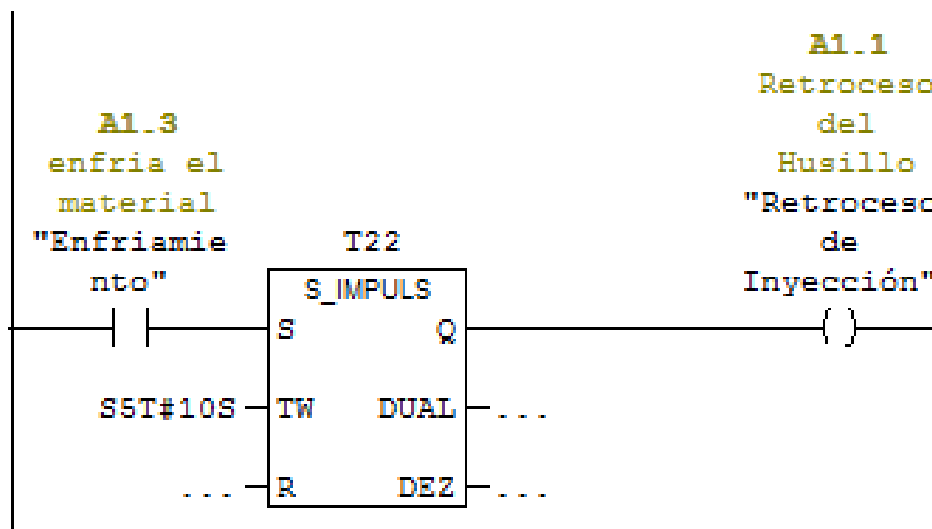 A1.1
Retroceso
del
Husillo
"Retroceso
de
Inyección"
A1.3
enfria el
material
"Enfriamie
nto"
T22
S_IMPULS
S Q
S5T#10S TW DUAL ...
... R DEZ ...